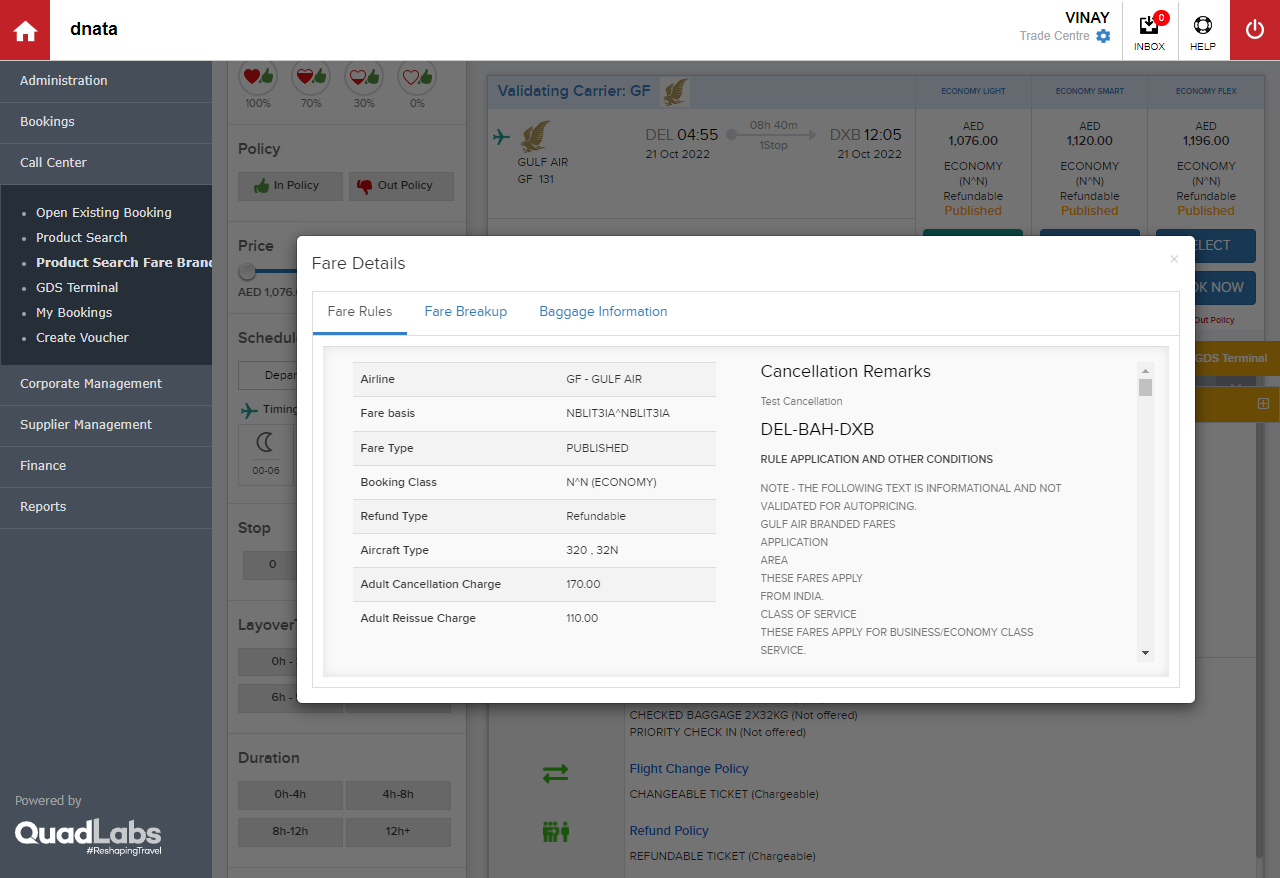 dnata
VINAY
Trade Centre
0
INBOX
HELP
Administration
Bookings
Call Center
Open Existing Booking
Product Search
Product Search Fare Bran
GDS Terminal
My Bookings
Create Voucher
Corporate Management
Supplier Management
Finance
Reports
Powered by
QuadLabs
#ReshapingTravel
100% 70% 30% 0%
Policy
In Policy Out Policy
Price
AED 1,076.
Schedul
Depar
Timing
00-06
Stop
0
Layover
0h -
6h -
Duration
0h-4h 4h-8h
8h-12h 12h+
Validating Carrier: GF
ECONOMY LIGHT ECONOMY SMART ECONOMY FLEX
GULF AIR
GF 131
DEL 04:55
21 Oct 2022
08h 40m
1Stop
DXB 12:05
21 Oct 2022
AED
1,076.00
ECONOMY
(N^N)
Refundable
Published
AED
1,120.00
ECONOMY
(N^N)
Refundable
Published
AED
1,196.00
ECONOMY
(N^N)
Refundable
Published
LECT
OK NOW
Out Policy
GDS Terminal
Fare Details
×
Fare Rules Fare Breakup Baggage Information
Airline GF - GULF AIR
Fare basis NBLIT3IA^NBLIT3IA
Fare Type PUBLISHED
Booking Class N^N (ECONOMY)
Refund Type Refundable
Aircraft Type 320 , 32N
Adult Cancellation Charge 170.00
Adult Reissue Charge 110.00
Cancellation Remarks
Test Cancellation
DEL-BAH-DXB
RULE APPLICATION AND OTHER CONDITIONS
NOTE - THE FOLLOWING TEXT IS INFORMATIONAL AND NOT
VALIDATED FOR AUTOPRICING.
GULF AIR BRANDED FARES
APPLICATION
AREA
THESE FARES APPLY
FROM INDIA.
CLASS OF SERVICE
THESE FARES APPLY FOR BUSINESS/ECONOMY CLASS
SERVICE.
CHECKED BAGGAGE 2X32KG (Not offered)
PRIORITY CHECK IN (Not offered)
Flight Change Policy
CHANGEABLE TICKET (Chargeable)
Refund Policy
REFUNDABLE TICKET (Chargeable)